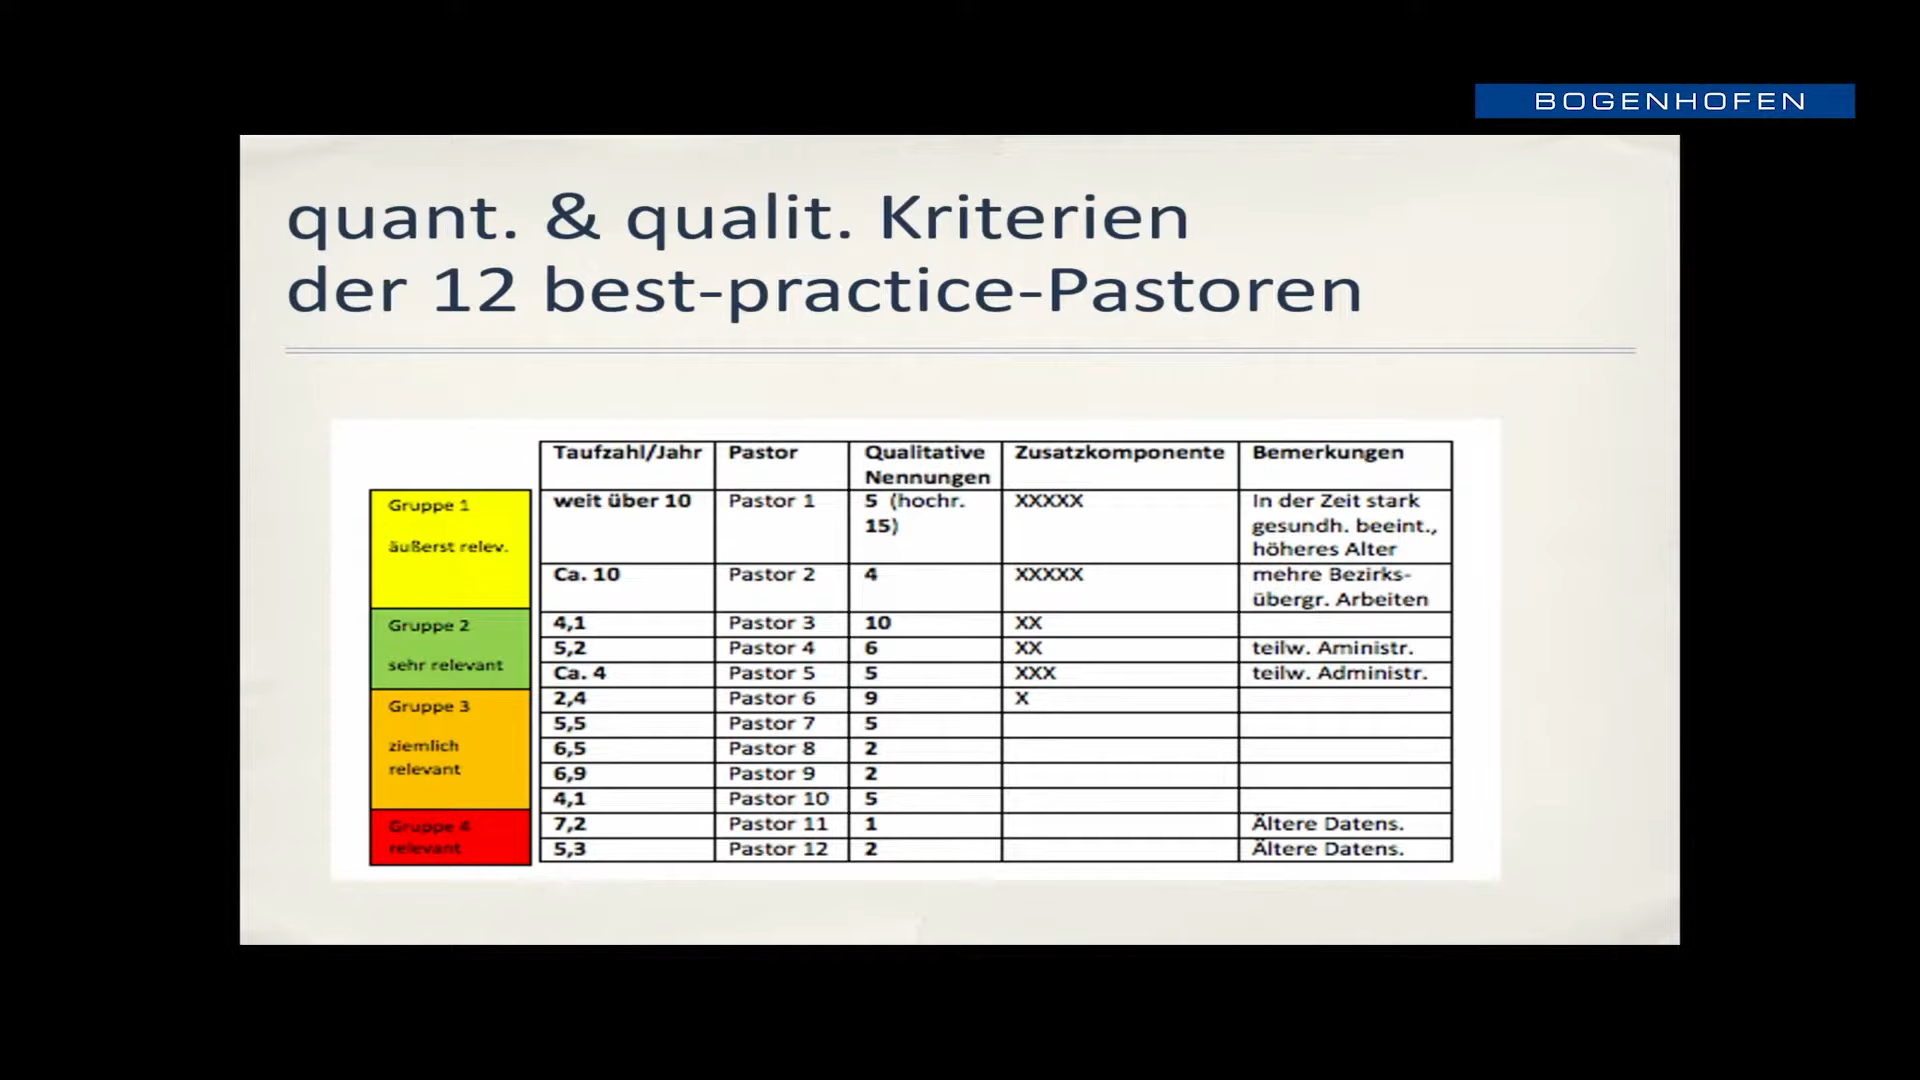 BOGENHOFEN
quant. & qualit. Kriterien
der 12 best-practice-Pastoren
Taufzahl/Jahr Pastor Qualitative Nennungen Zusatzkomponente Bemerkungen
Gruppe 1
äußerst relev.
weit über 10 Pastor 1 5 (hochr. 15) XXXXX In der Zeit stark gesundh. beeint., höheres Alter
Ca. 10 Pastor 2 4 XXXXX mehre Bezirks- übergr. Arbeiten
Gruppe 2
sehr relevant
4,1 Pastor 3 10 XX
5,2 Pastor 4 6 XX teilw. Aministr.
Ca. 4 Pastor 5 5 XXX teilw. Administr.
Gruppe 3
ziemlich
relevant
2,4 Pastor 6 9 X
5,5 Pastor 7 5
6,5 Pastor 8 2
6,9 Pastor 9 2
4,1 Pastor 10 5
Gruppe 4
relevant
7,2 Pastor 11 1 Ältere Datens.
5,3 Pastor 12 2 Ältere Datens.